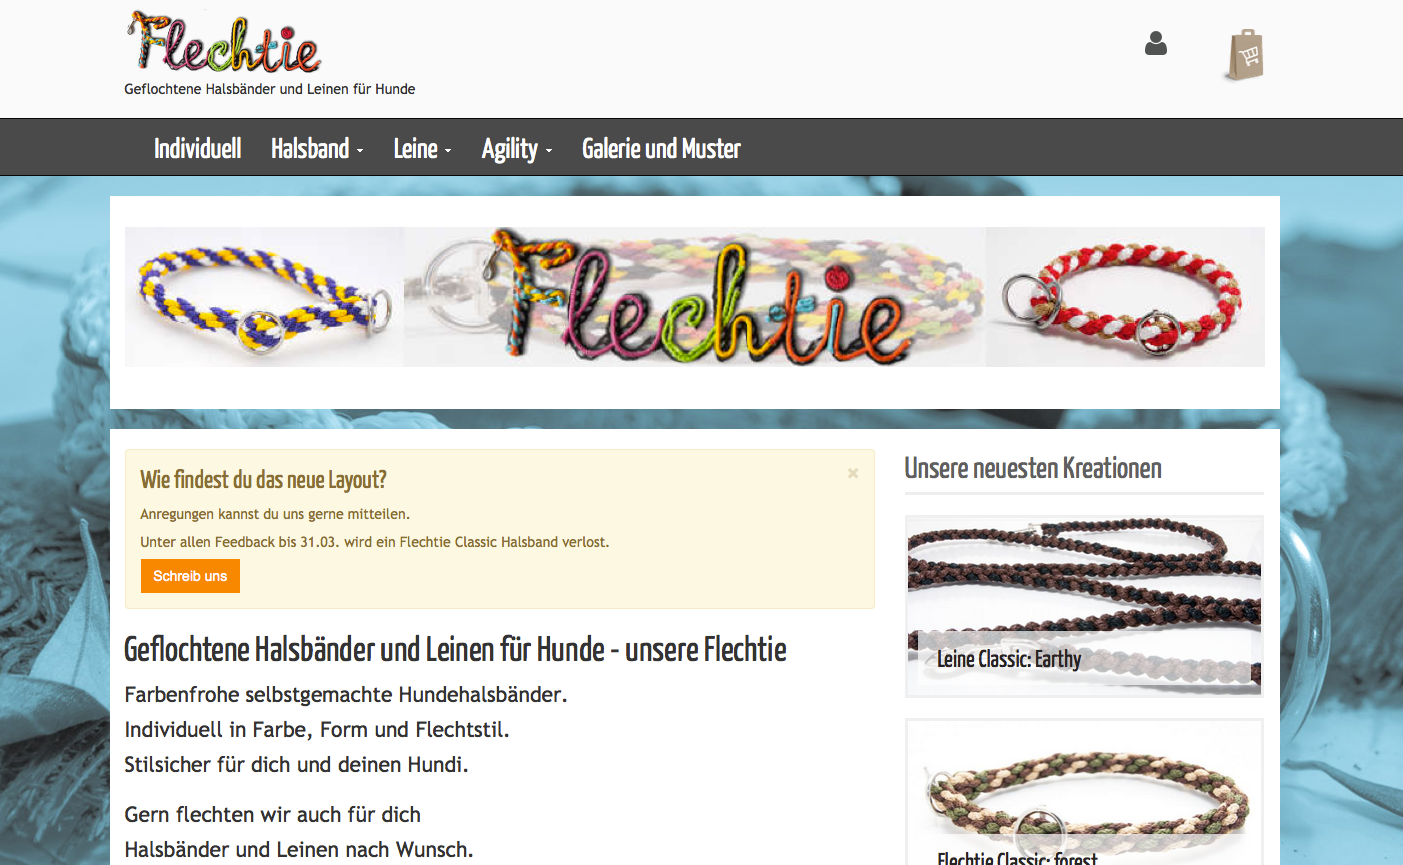 Flechtie
Geflochtene Halsbänder und Leinen für Hunde
Individuell Halsband Leine Agility Galerie und Muster
Flechtie
Wie findest du das neue Layout?
Anregungen kannst du uns gerne mitteilen.
Unter allen Feedback bis 31.03. wird ein Flechtie Classic Halsband verlost.
Schreib uns
Geflochtene Halsbänder und Leinen für Hunde - unsere Flechtie
Farbenfrohe selbstgemachte Hundehalsbänder.
Individuell in Farbe, Form und Flechtstil.
Stilsicher für dich und deinen Hundi.
Gern flechten wir auch für dich
Halsbänder und Leinen nach Wunsch.
Unsere neuesten Kreationen
Leine Classic: Earthy
Flechtie Classic: forest